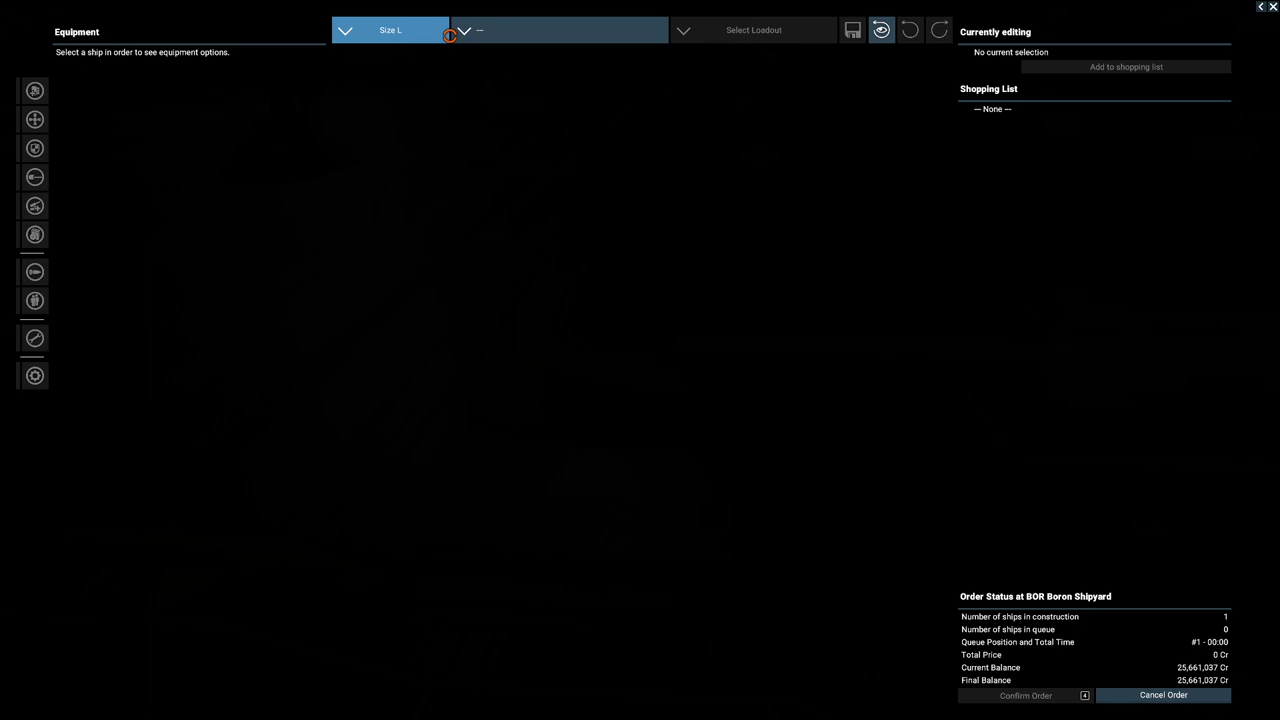 Equipment
Select a ship in order to see equipment options.
Size L
---
Select Loadout
Currently editing
No current selection
Add to shopping list
Shopping List
--- None ---
Order Status at BOR Boron Shipyard
Number of ships in construction 1
Number of ships in queue 0
Queue Position and Total Time #1 - 00:00
Total Price 0 Cr
Current Balance 25,661,037 Cr
Final Balance 25,661,037 Cr
Confirm Order 4 Cancel Order